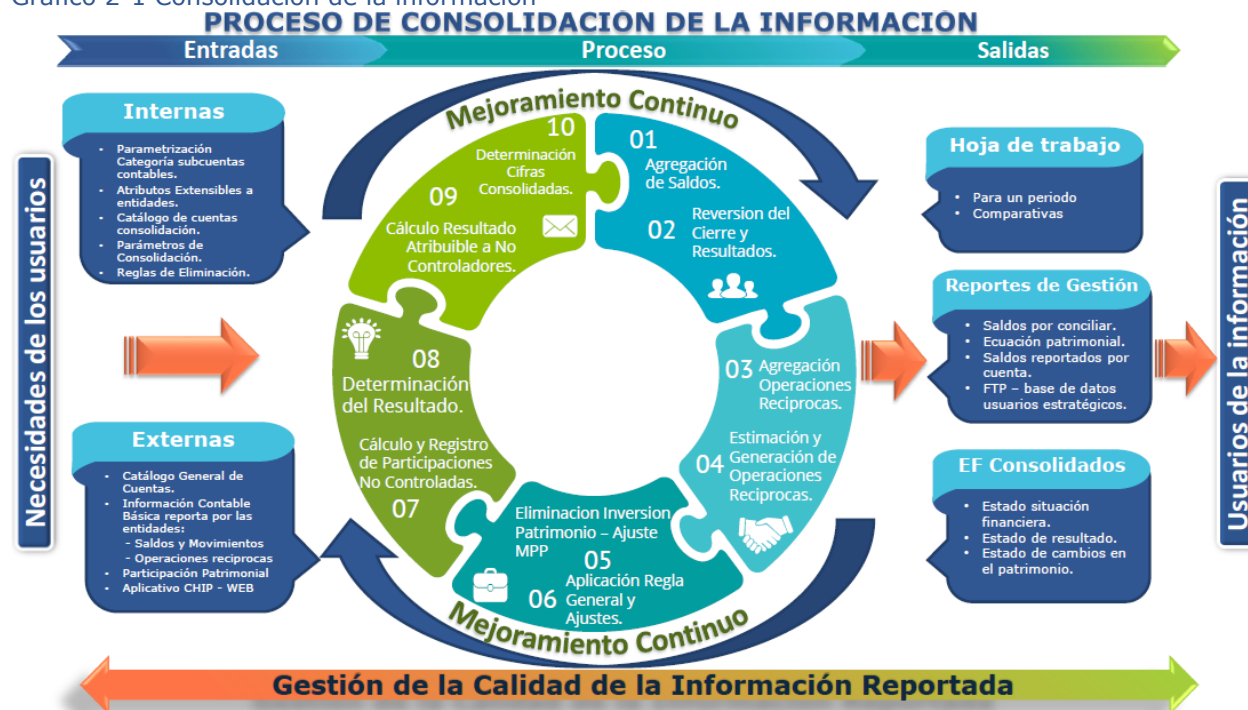 Gráfico 2-1 Consolidación de la información
PROCESO DE CONSOLIDACIÓN DE LA INFORMACIÓN
Entradas
Proceso
Salidas
Necesidades de los usuarios
Internas
• Parametrización
Categoría subcuentas
contables.
• Atributos Extensibles a
entidades.
• Catálogo de cuentas
consolidación.
• Parámetros de
Consolidación.
• Reglas de Eliminación.
Externas
• Catálogo General de
Cuentas.
• Información Contable
Básica reporta por las
entidades:
- Saldos y Movimientos
- Operaciones reciprocas
• Participación Patrimonial
• Aplicativo CHIP - WEB
Mejoramiento Continuo
01
Agregación
de Saldos.
02
Reversion del
Cierre y
Resultados.
03
Agregación
Operaciones
Reciprocas.
04
Estimación y
Generación de
Operaciones
Reciprocas.
Eliminacion Inversion
Patrimonio – Ajuste
MPP
05
06
Aplicación Regla
General y
Ajustes.
Cálculo y Registro
de Participaciones
No Controladas.
07
08
Determinación
del Resultado.
09
Cálculo Resultado
Atribuible a No
Controladores.
10
Determinación
Cifras
Consolidadas.
Mejoramiento Continuo
Hoja de trabajo
• Para un periodo
• Comparativas
Reportes de Gestión
• Saldos por conciliar.
• Ecuación patrimonial.
• Saldos reportados por
cuenta.
• FTP – base de datos
usuarios estratégicos.
EF Consolidados
• Estado situación
financiera.
• Estado de resultado.
• Estado de cambios en
el patrimonio.
Usuarios de la información
Gestión de la Calidad de la Información Reportada